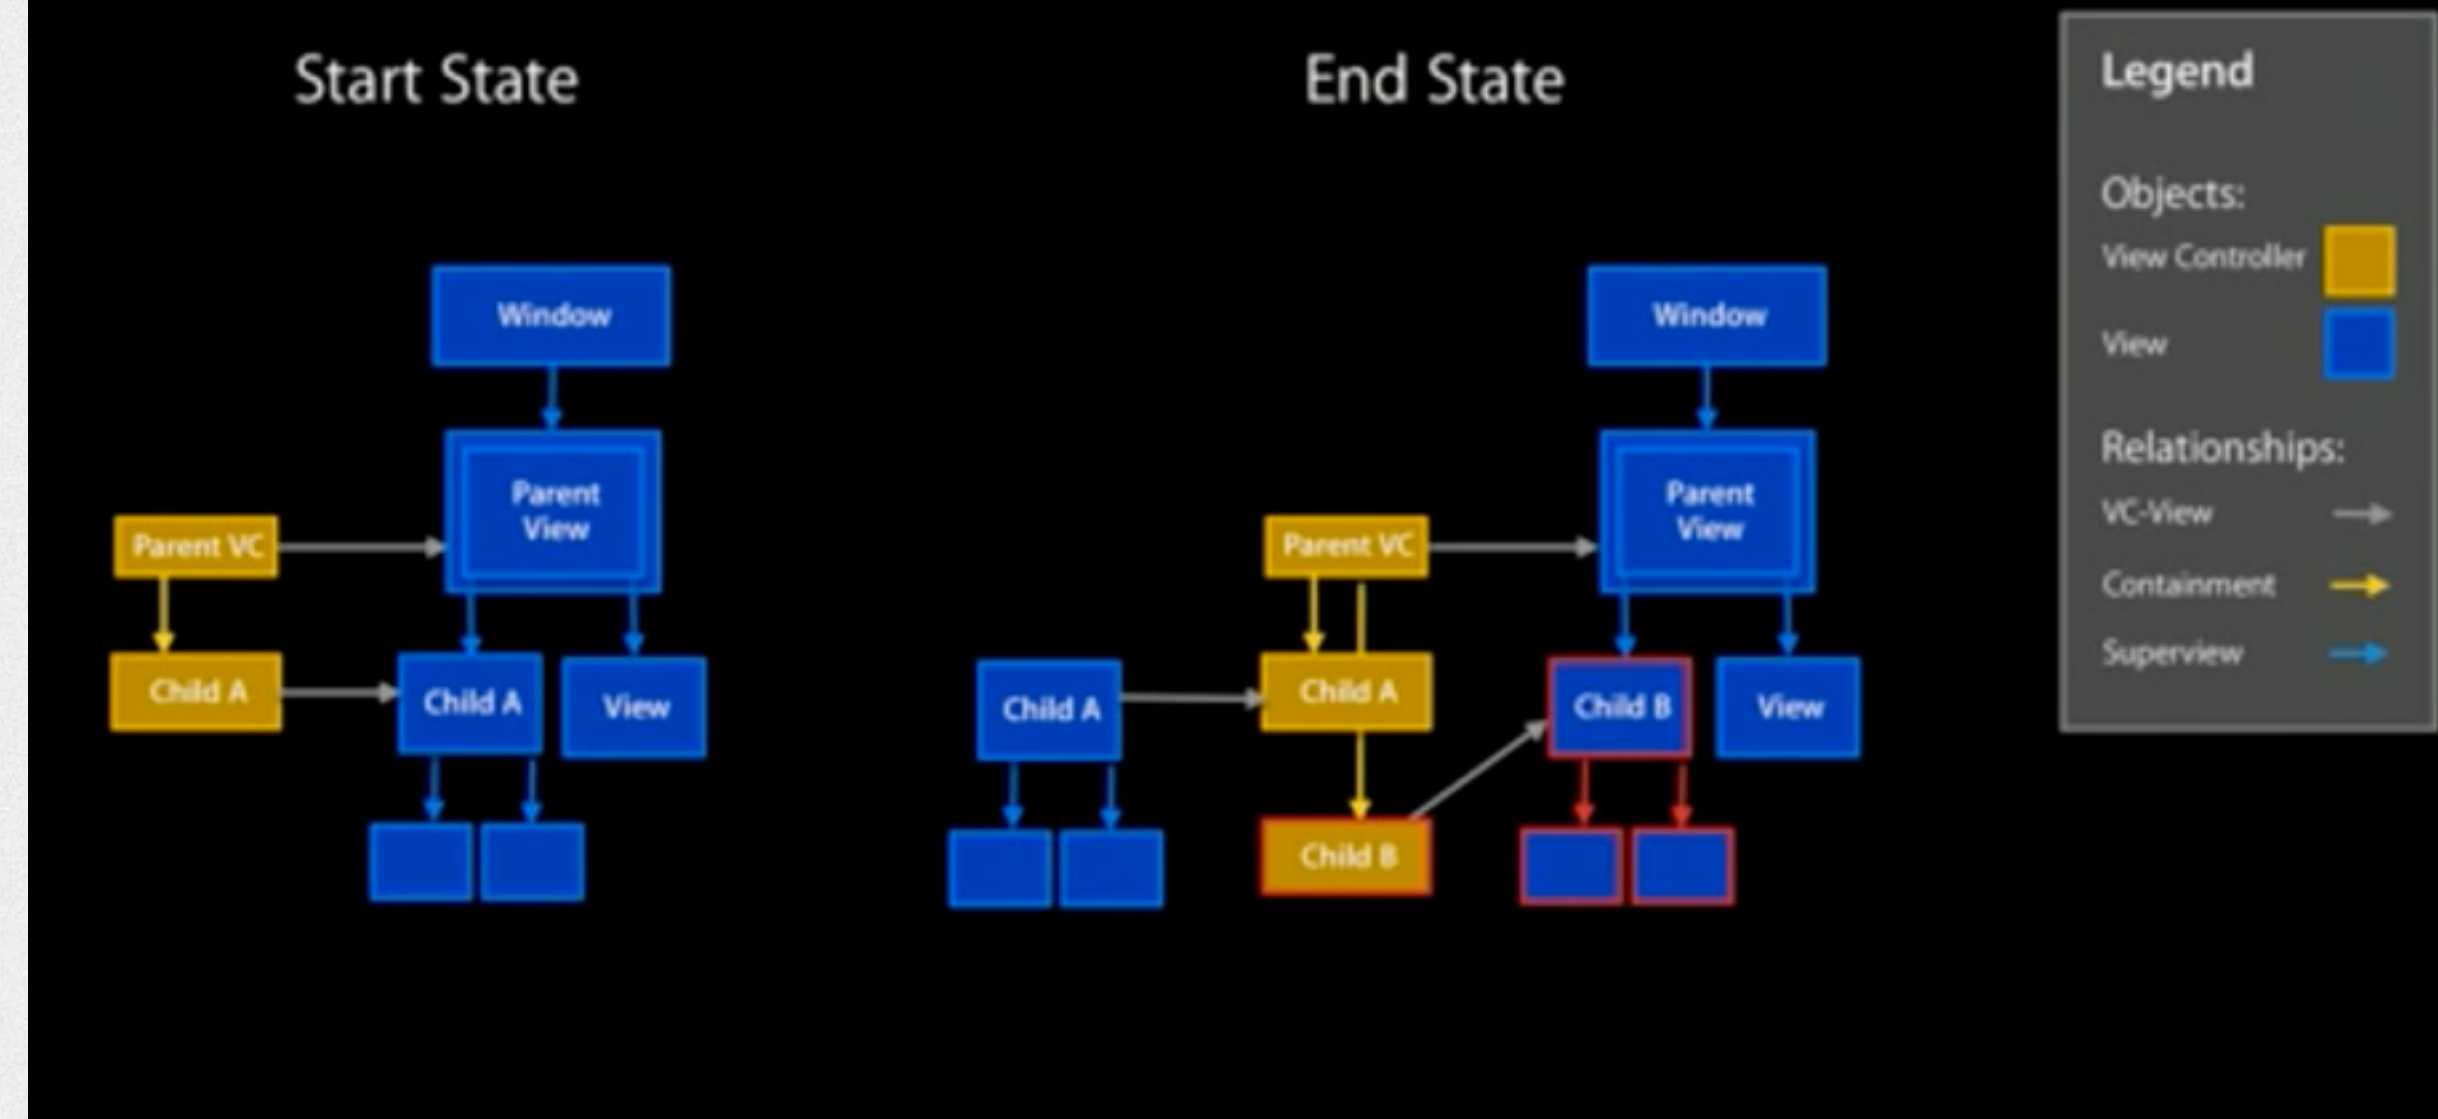 Start State
End State
Window
Parent
View
Parent VC
Child A
Child A
View
Window
Parent
View
Parent VC
Child A
Child A
Child B
View
Child B
Legend
Objects:
View Controller
View
Relationships:
VC-View
Containment
Superview